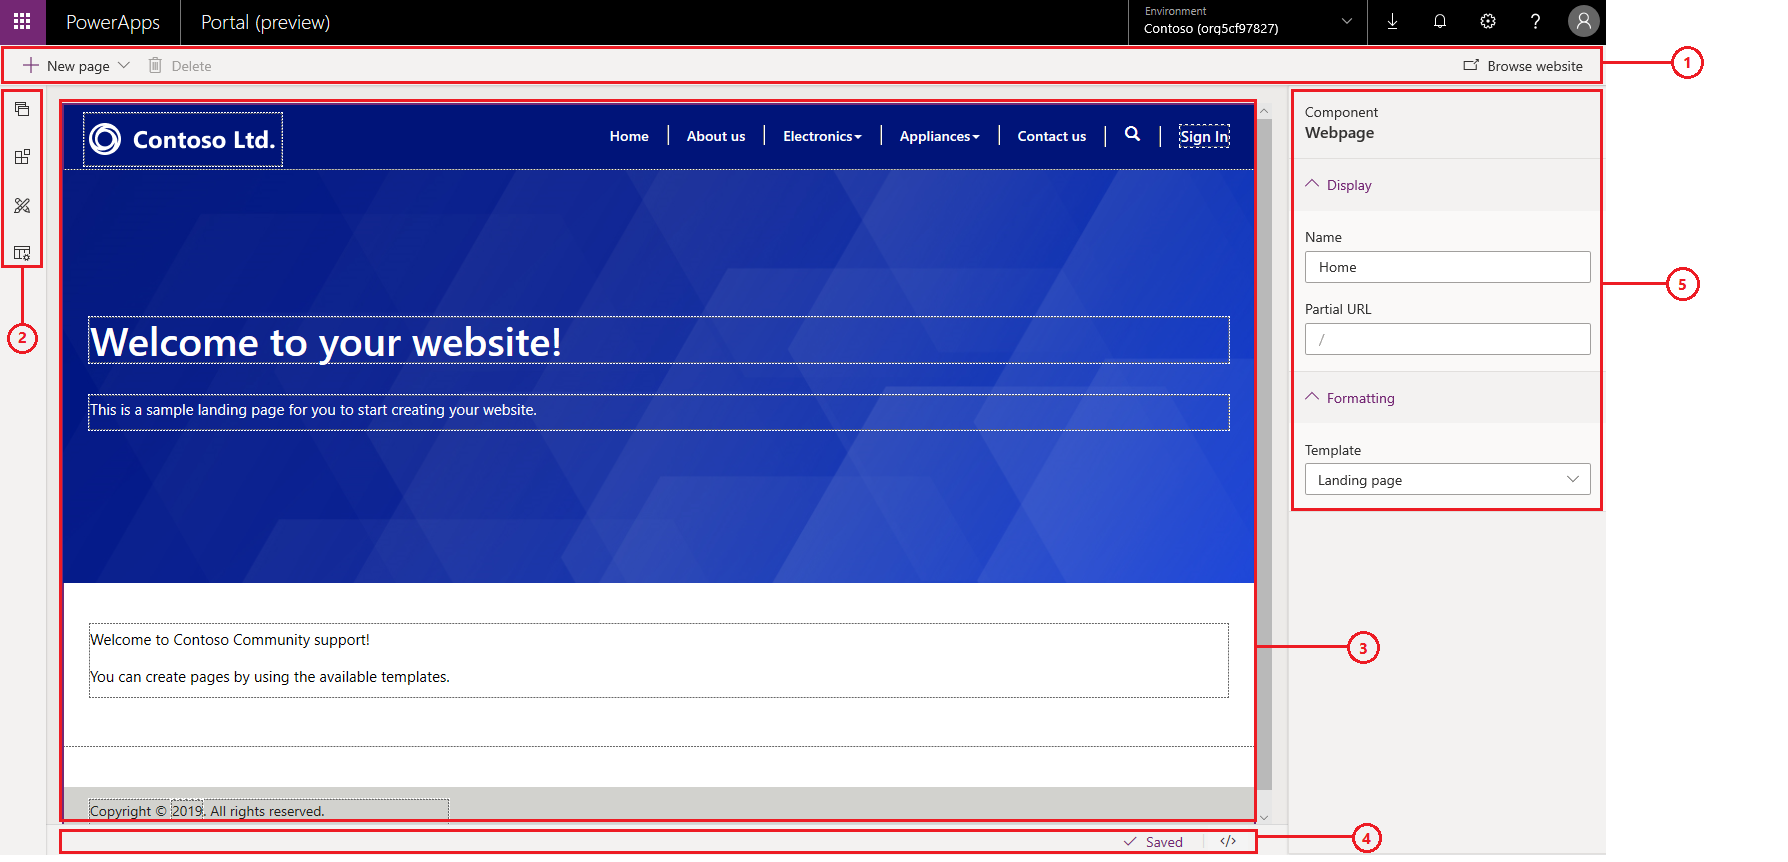 PowerApps
Portal (preview)
Environment
Contoso (org5cf97827)
?
New page
Delete
Browse website
1
Contoso Ltd.
Home
About us
Electronics
Appliances
Contact us
Sign In
Component
Webpage
Display
Name
Home
Partial URL
/
Formatting
Template
Landing page
5
2
Welcome to your website!
This is a sample landing page for you to start creating your website.
Welcome to Contoso Community support!
You can create pages by using the available templates.
3
Copyright © 2019. All rights reserved.
Saved
</>
4